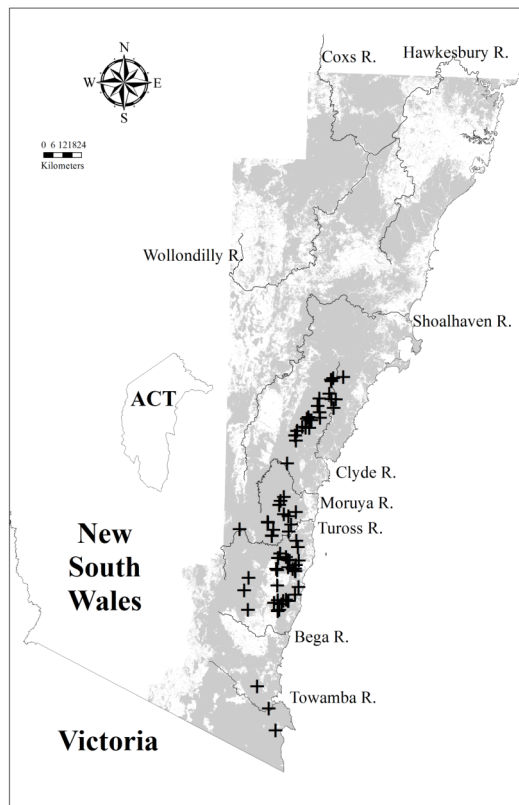 Coxs R.
Hawkesbury R.
N
W E
S
0 6 121824
Kilometers
Wollondilly R.
Shoalhaven R.
ACT
Clyde R.
Moruya R.
Tuross R.
New
South
Wales
Bega R.
Towamba R.
Victoria